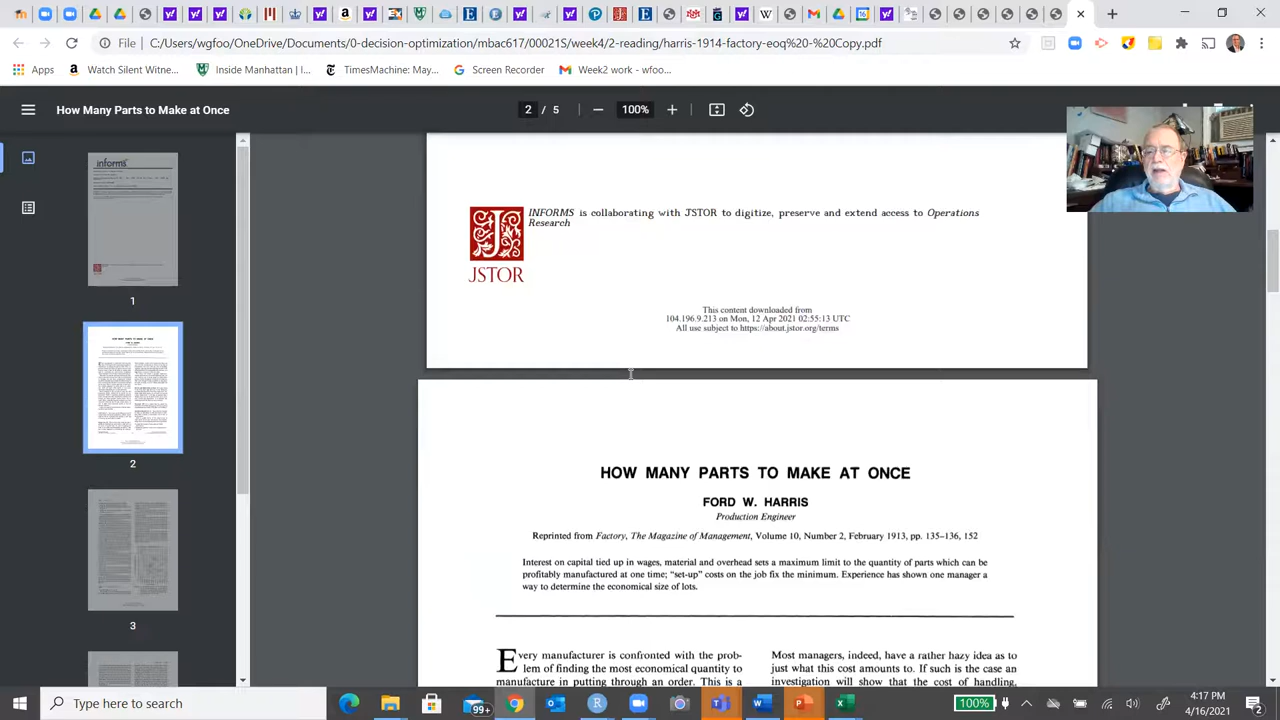 File
C:/Users/wgfoo/OneDrive/Documents/decision-optimization/mbac617/00021S/week4/2-reading/harris-1914-factory-eoq%20-%20Copy.pdf
Apps
Watch Silent Witne...
Inside Manhattan | I...
TimesMachine: May...
Screen Recorder
Week2 work - wfoo...
How Many Parts to Make at Once
2 / 5
100%
informs
1
2
3
INFORMS is collaborating with JSTOR to digitize, preserve and extend access to Operations
Research
JSTOR
This content downloaded from
104.196.9.213 on Mon, 12 Apr 2021 02:55:13 UTC
All use subject to https://about.jstor.org/terms
HOW MANY PARTS TO MAKE AT ONCE
FORD W. HARRIS
Production Engineer
Reprinted from Factory, The Magazine of Management, Volume 10, Number 2, February 1913, pp. 135–136, 152
Interest on capital tied up in wages, material and overhead sets a maximum limit to the quantity of parts which can be
profitably manufactured at one time; “set-up” costs on the job fix the minimum. Experience has shown one manager a
way to determine the economical size of lots.
Every manufacturer is confronted with the prob-
lem of finding the most economical quantity to
manufacture in putting through an order. This is a
Most managers, indeed, have a rather hazy idea as to
just what this cost amounts to. If such is the case an
investigation will show that the cost of handling,
Type here to search
99+
100%
4:17 PM
4/16/2021
2